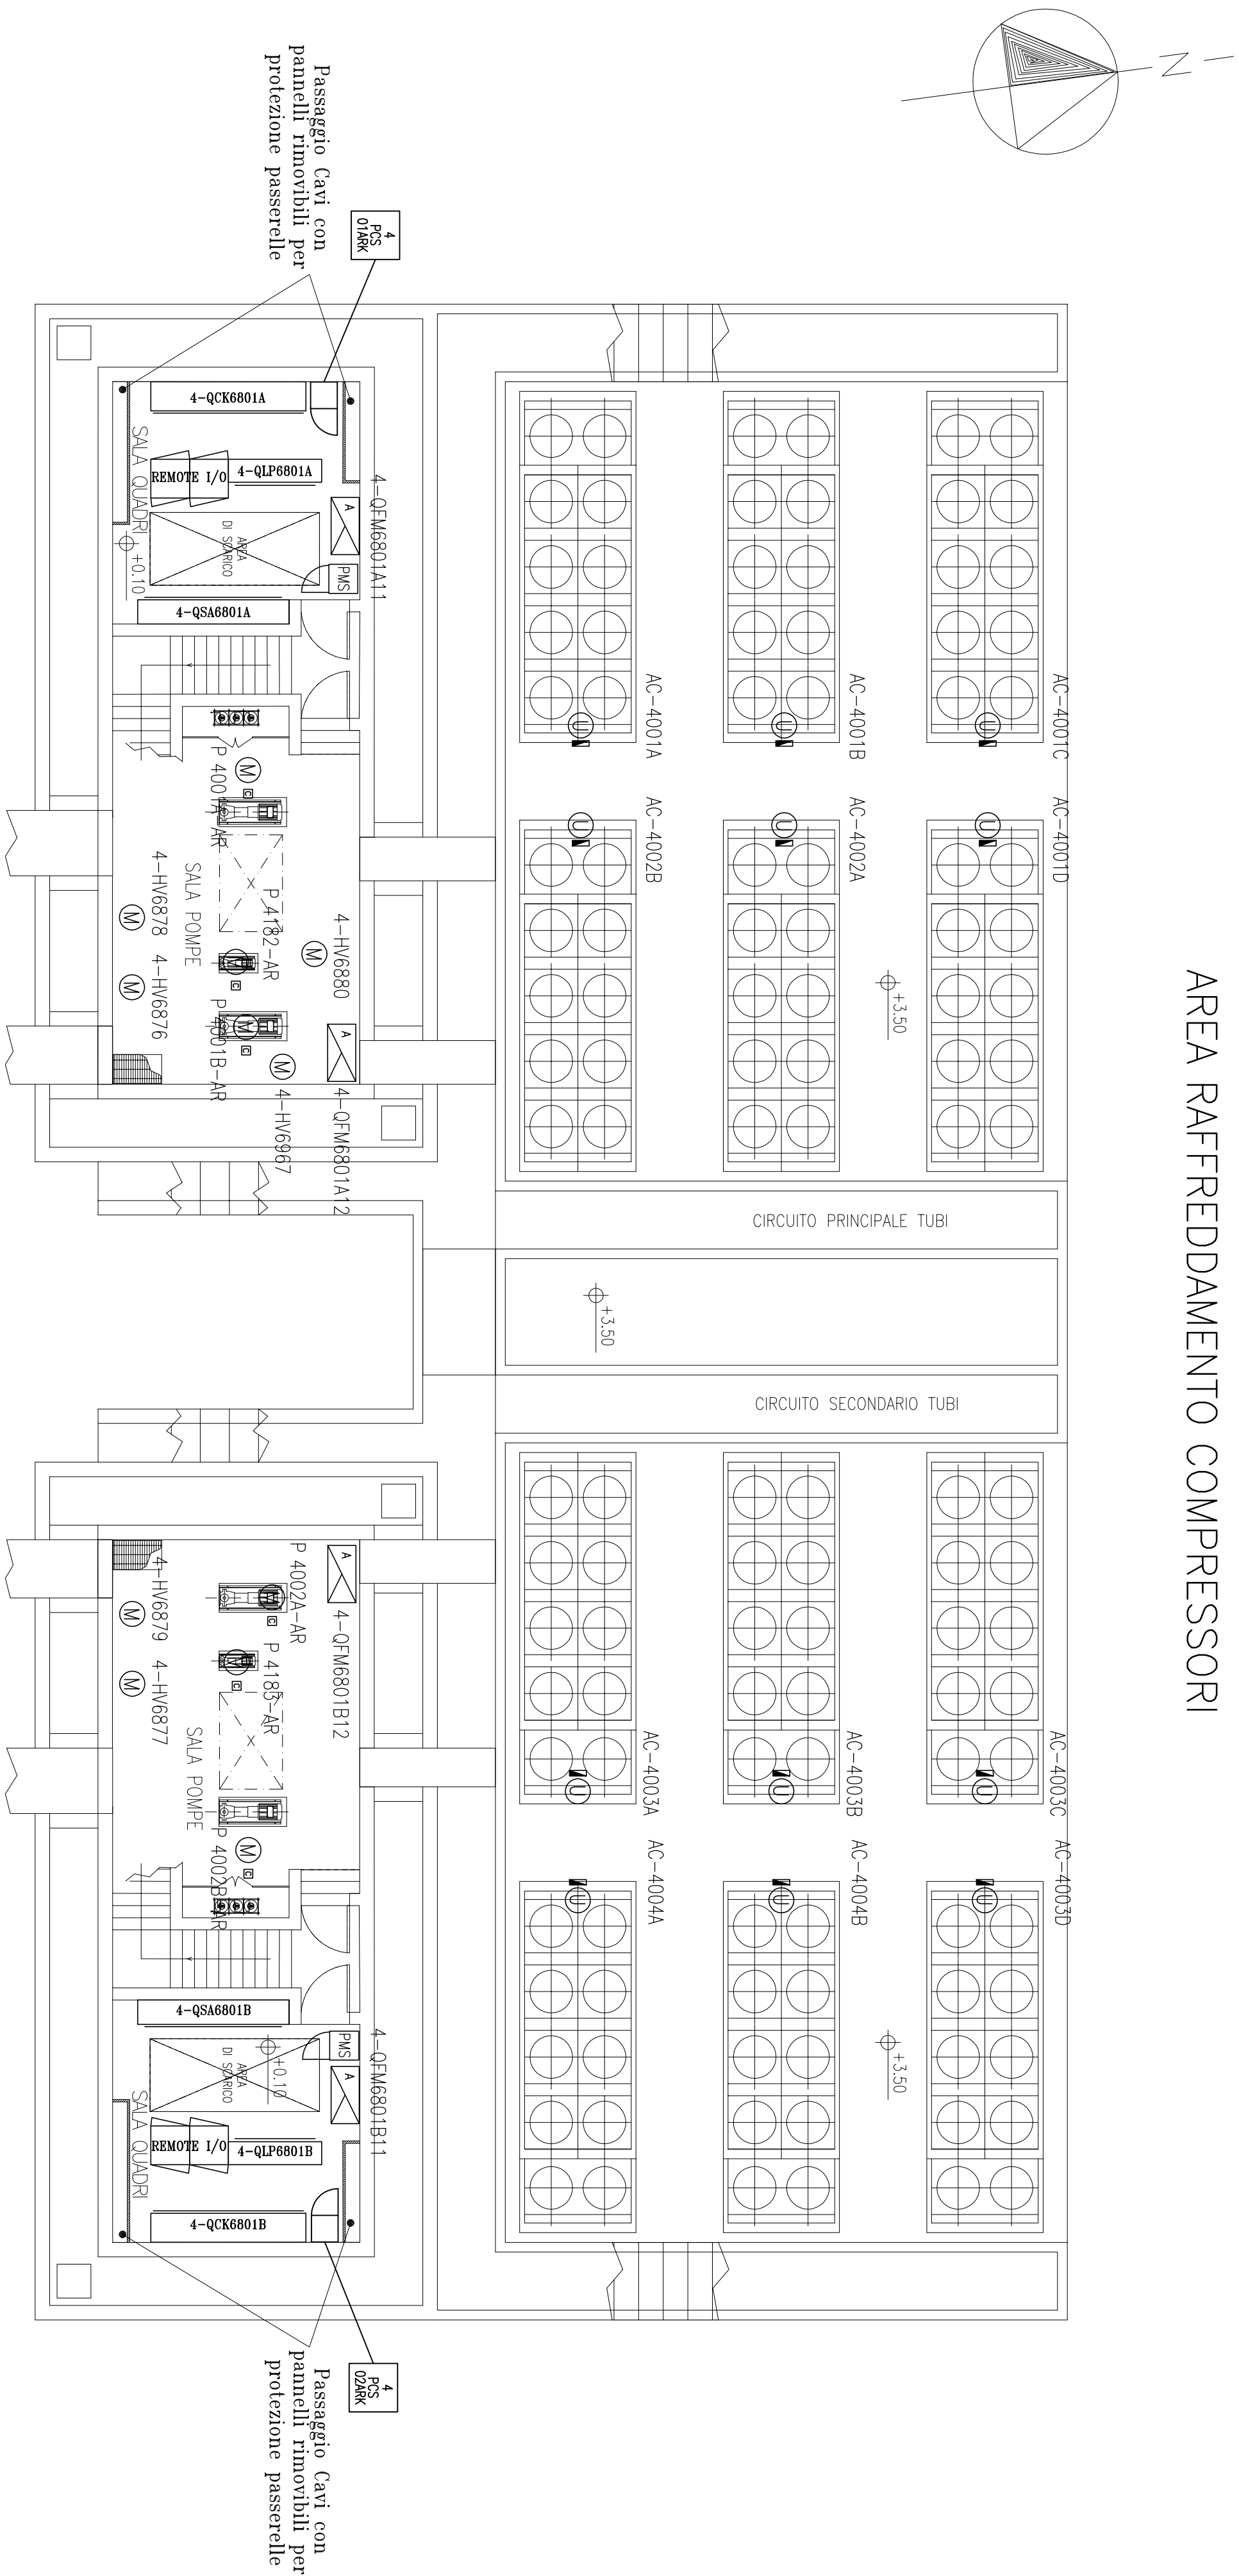 AREA RAFFREDDAMENTO COMPRESSORI
N
Passaggio Cavi con
pannelli rimovibili per
protezione passerelle
4
PCS
01ARK
4-QCK6801A
SALA QUADRI
REMOTE I/O
4-QLP6801A
A
4-QFM6801A11
AREA
DI SCARICO
PMS
+0.10
4-QSA6801A
AC-4001A
AC-4001B
AC-4001C
U
U
U
AC-4002B
AC-4002A
AC-4001D
U
U
U
+3.50
M
C
SALA POMPE
P 4182-AR
4-HV6878
M
4-HV6876
M
4-HV6880
M
M
C
P 4001B-AR
M
C
M
4-HV6967
A
4-QFM6801A12
CIRCUITO PRINCIPALE TUBI
+3.50
CIRCUITO SECONDARIO TUBI
A
4-QFM6801B12
P 4002A-AR
M
C
4-HV6879
M
4-HV6877
M
P 4183-AR
M
C
SALA POMPE
P 4002B-AR
M
C
AC-4003A
AC-4003B
AC-4003C
U
U
U
AC-4004A
AC-4004B
AC-4003D
U
U
U
+3.50
4-QSA6801B
PMS
A
4-QFM6801B11
AREA
DI SCARICO
+0.10
SALA QUADRI
REMOTE I/O
4-QLP6801B
4-QCK6801B
4
PCS
02ARK
Passaggio Cavi con
pannelli rimovibili per
protezione passerelle